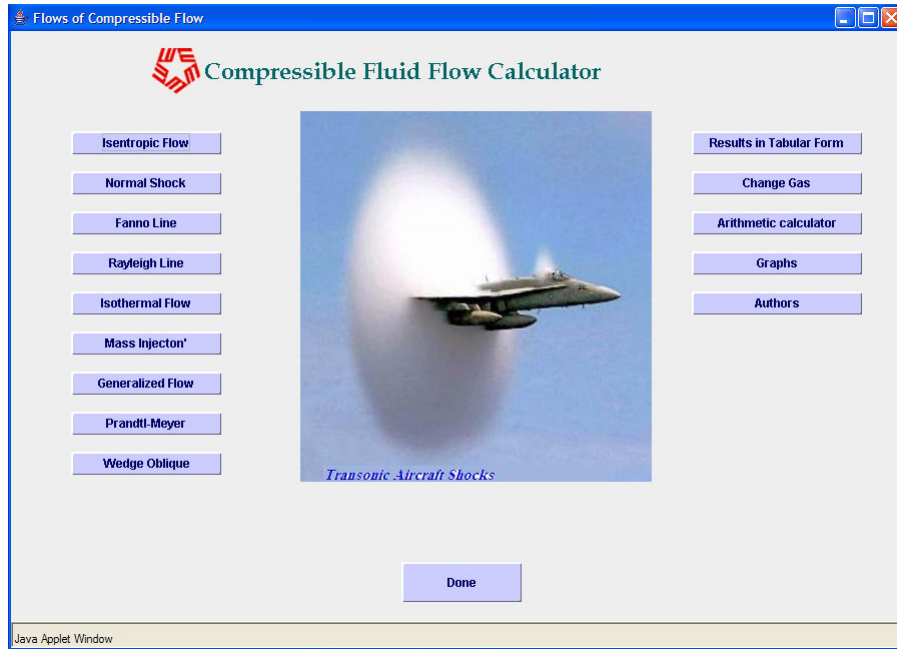 Flows of Compressible Flow
Compressible Fluid Flow Calculator
Isentropic Flow
Normal Shock
Fanno Line
Rayleigh Line
Isothermal Flow
Mass Injecton'
Generalized Flow
Prandtl-Meyer
Wedge Oblique
Transonic Aircraft Shocks
Results in Tabular Form
Change Gas
Arithmetic calculator
Graphs
Authors
Done
Java Applet Window